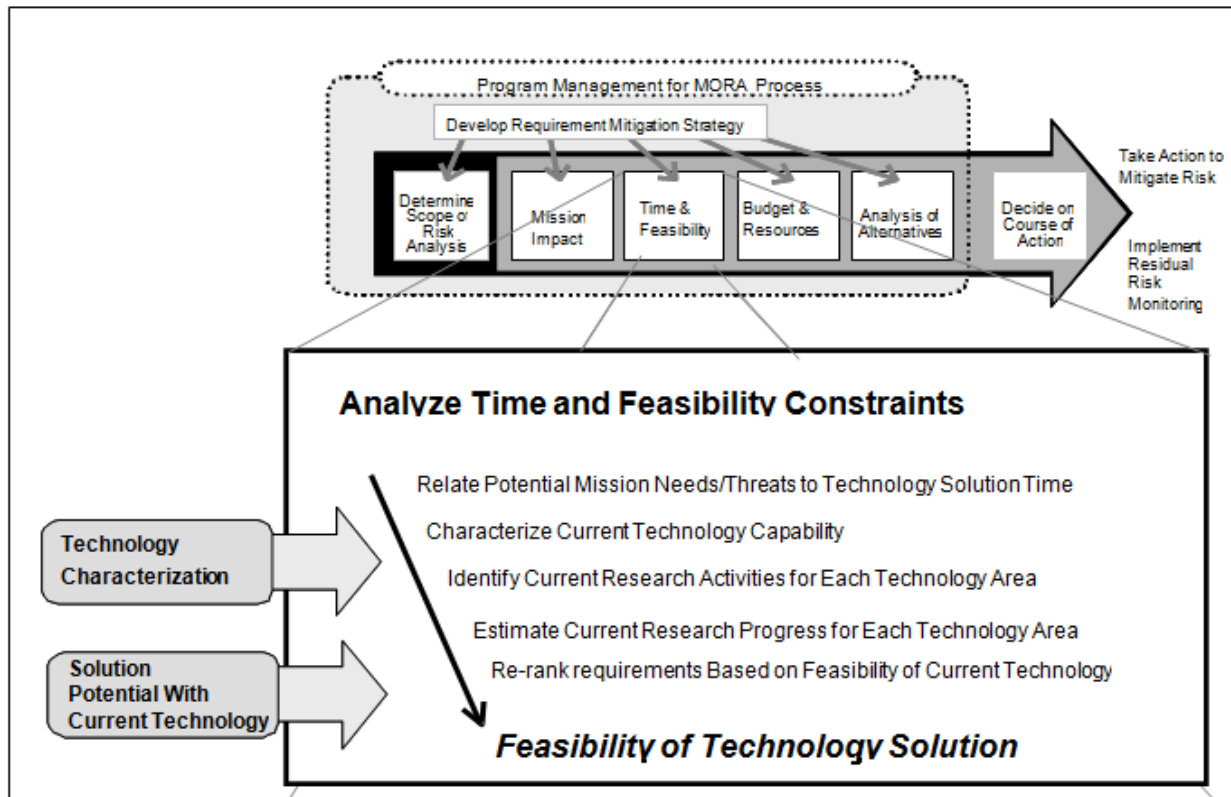 Program Management for MORA Process
Develop Requirement Mitigation Strategy
Determine
Scope of
Risk
Analysis
Mission
Impact
Time &
Feasibility
Budget &
Resources
Analysis of
Alternatives
Decide on
Course of
Action
Take Action to
Mitigate Risk
Implement
Residual
Risk
Monitoring
Analyze Time and Feasibility Constraints
Relate Potential Mission Needs/Threats to Technology Solution Time
Characterize Current Technology Capability
Identify Current Research Activities for Each Technology Area
Estimate Current Research Progress for Each Technology Area
Re-rank requirements Based on Feasibility of Current Technology
Feasibility of Technology Solution
Technology
Characterization
Solution
Potential With
Current Technology